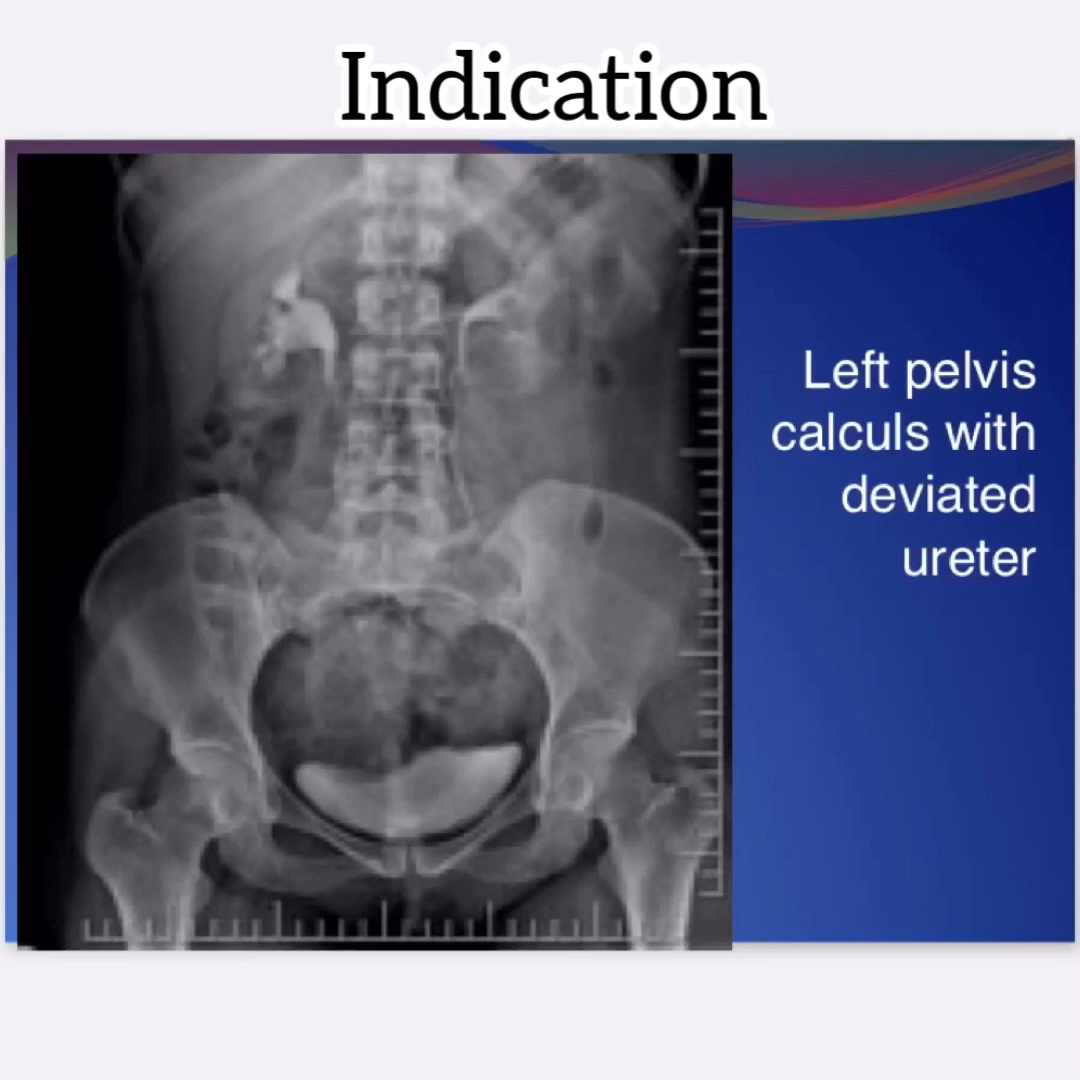 Indication
Left pelvis
calculs with
deviated
ureter